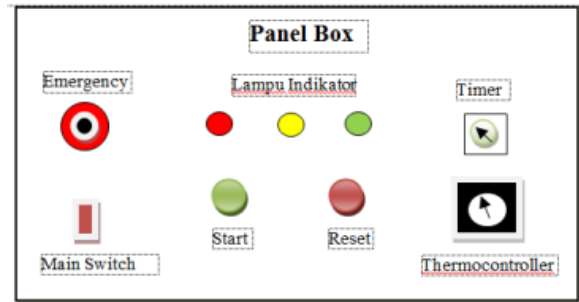 Panel Box
Emergency
Lampu Indikator
Timer
Start
Reset
Main Switch
Thermocontroller